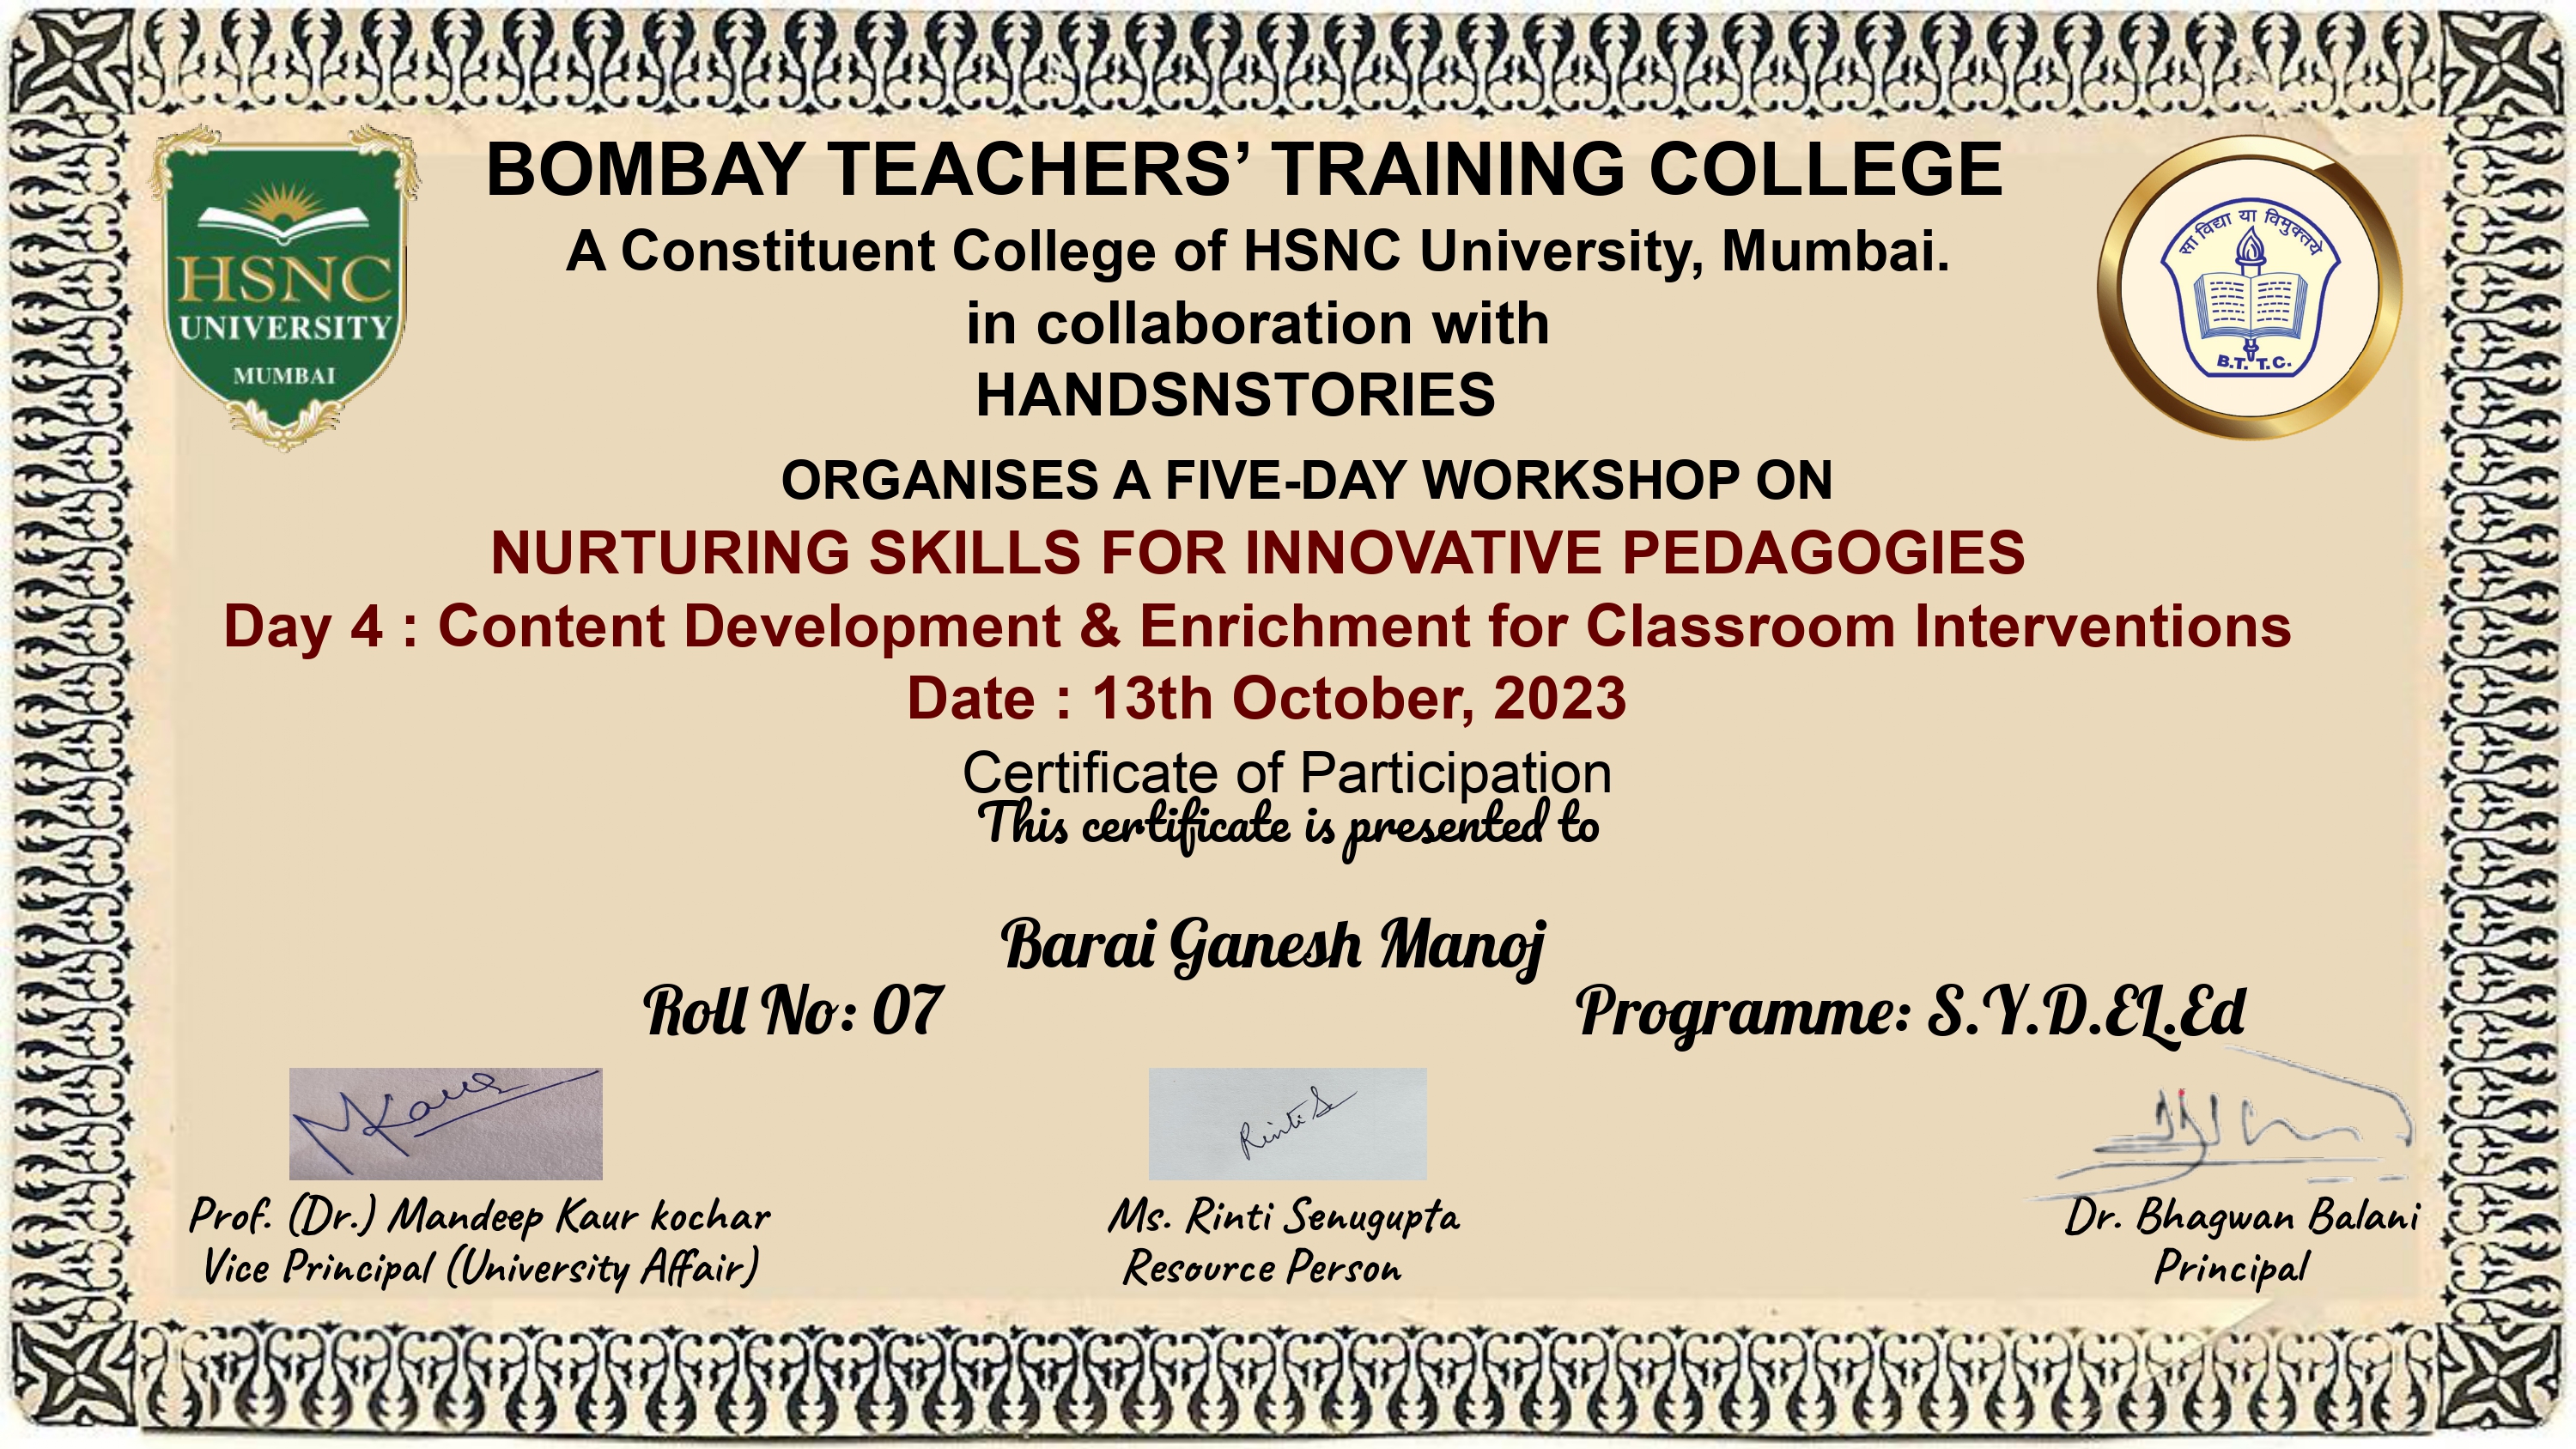 BOMBAY TEACHERS' TRAINING COLLEGE
A Constituent College of HSNC University, Mumbai.
in collaboration with
HANDSNSTORIES
HSNC
UNIVERSITY
MUMBAI
सा विद्या या विमुक्तये
B.T.T.C.
ORGANISES A FIVE-DAY WORKSHOP ON
NURTURING SKILLS FOR INNOVATIVE PEDAGOGIES
Day 4 : Content Development & Enrichment for Classroom Interventions
Date : 13th October, 2023
Certificate of Participation
This certificate is presented to
Barai Ganesh Manoj
Roll No: 07 Programme: S.Y.D.EL.Ed
MKaur
Rinti S
Prof. (Dr.) Mandeep Kaur kochar
Vice Principal (University Affair)
Ms. Rinti Senugupta
Resource Person
Dr. Bhagwan Balani
Principal